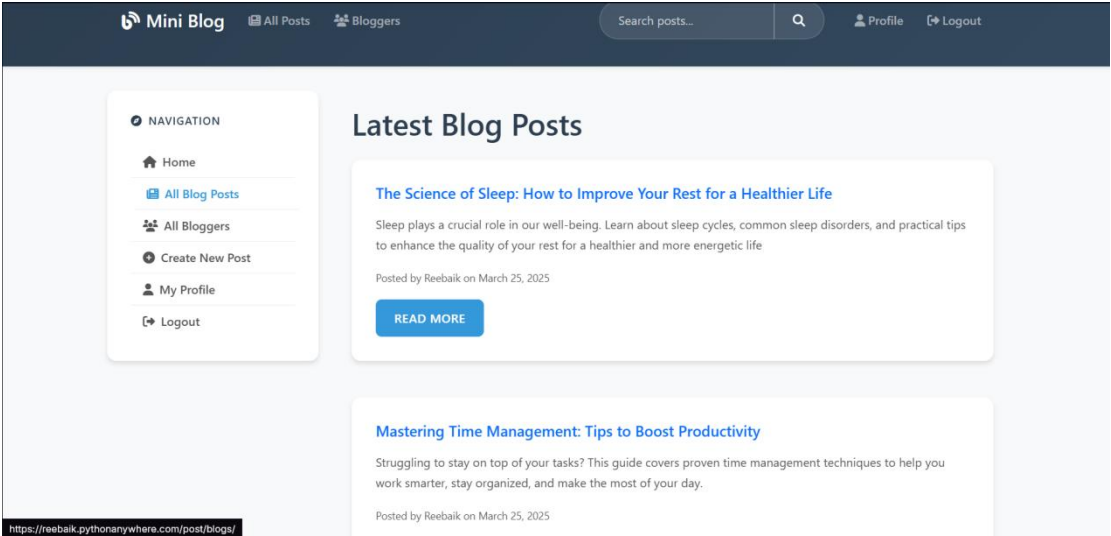 Mini Blog All Posts Bloggers Search posts... Profile Logout
NAVIGATION
Home
All Blog Posts
All Bloggers
Create New Post
My Profile
Logout
Latest Blog Posts
The Science of Sleep: How to Improve Your Rest for a Healthier Life
Sleep plays a crucial role in our well-being. Learn about sleep cycles, common sleep disorders, and practical tips
to enhance the quality of your rest for a healthier and more energetic life
Posted by Reebaik on March 25, 2025
READ MORE
Mastering Time Management: Tips to Boost Productivity
Struggling to stay on top of your tasks? This guide covers proven time management techniques to help you
work smarter, stay organized, and make the most of your day.
Posted by Reebaik on March 25, 2025
https://reebaik.pythonanywhere.com/post/blogs/